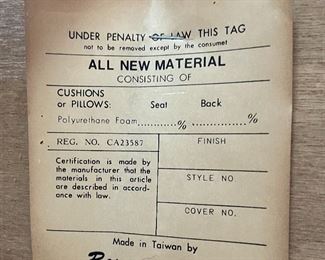 UNDER PENALTY OF LAW THIS TAG
not to be removed except by the consumet
ALL NEW MATERIAL
CONSISTING OF
CUSHIONS
or PILLOWS: Seat Back
Polyurethane Foam..............% ..............%
REG. NO. CA23587
FINISH
Certification is made by
the manufacturer that the
materials in this article
are described in accord-
ance with law.
STYLE NO
COVER NO.
Made in Taiwan by